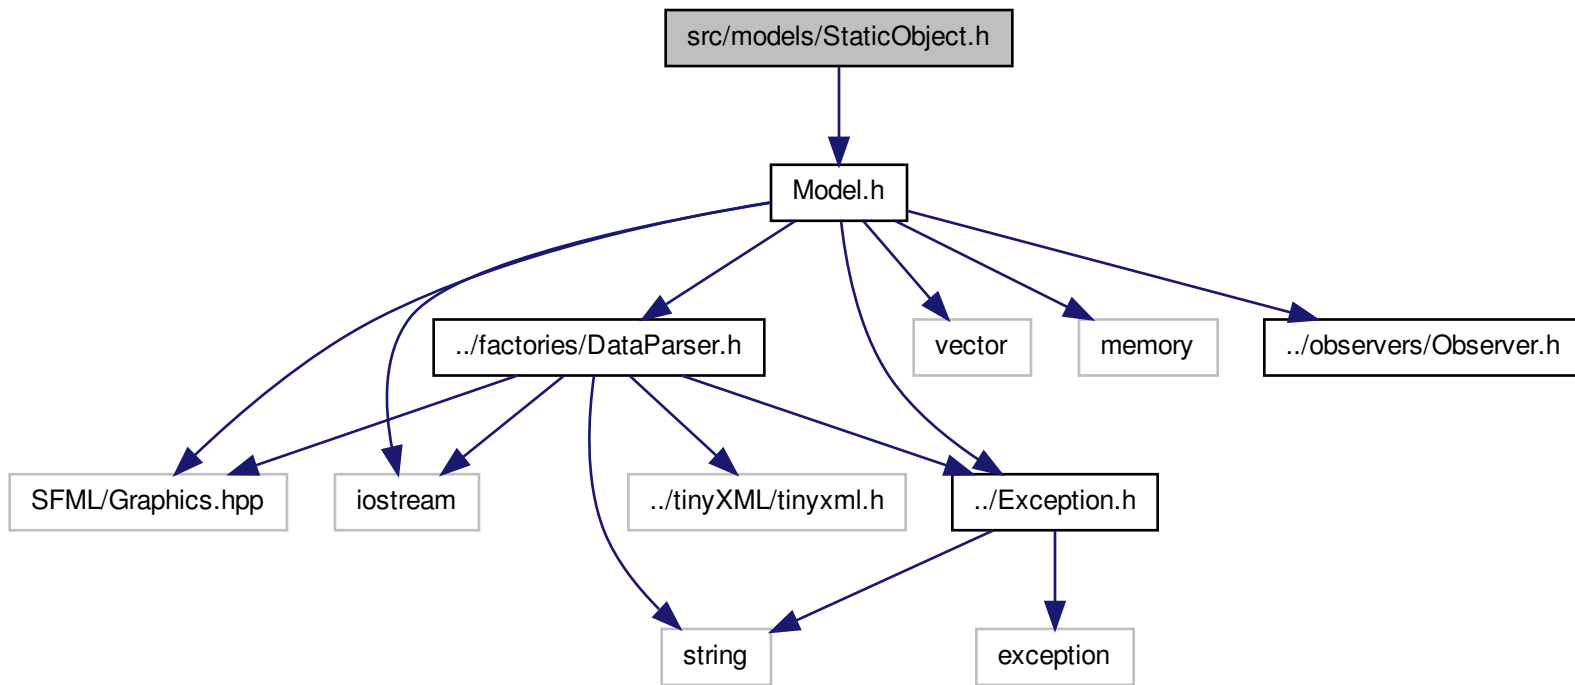 src/models/StaticObject.h
Model.h
../factories/DataParser.h
vector
memory
../observers/Observer.h
SFML/Graphics.hpp
iostream
../tinyXML/tinyxml.h
../Exception.h
string
exception